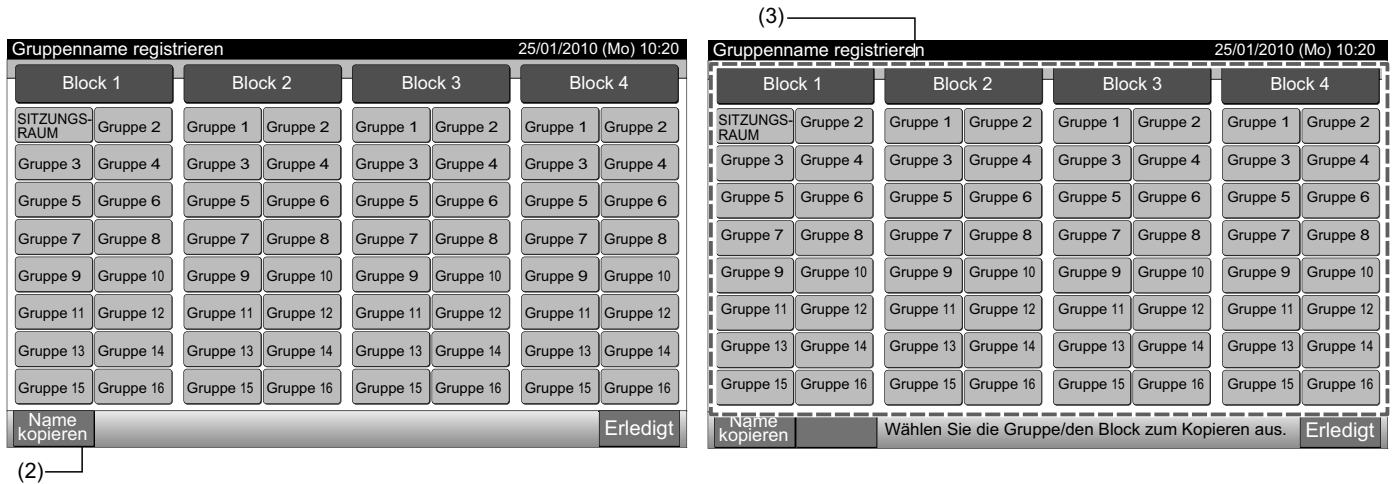 (3)
Gruppenname registrieren 25/01/2010 (Mo) 10:20
Block 1 Block 2 Block 3 Block 4
SITZUNGS-
RAUM Gruppe 2 Gruppe 1 Gruppe 2 Gruppe 1 Gruppe 2 Gruppe 1 Gruppe 2
Gruppe 3 Gruppe 4 Gruppe 3 Gruppe 4 Gruppe 3 Gruppe 4 Gruppe 3 Gruppe 4
Gruppe 5 Gruppe 6 Gruppe 5 Gruppe 6 Gruppe 5 Gruppe 6 Gruppe 5 Gruppe 6
Gruppe 7 Gruppe 8 Gruppe 7 Gruppe 8 Gruppe 7 Gruppe 8 Gruppe 7 Gruppe 8
Gruppe 9 Gruppe 10 Gruppe 9 Gruppe 10 Gruppe 9 Gruppe 10 Gruppe 9 Gruppe 10
Gruppe 11 Gruppe 12 Gruppe 11 Gruppe 12 Gruppe 11 Gruppe 12 Gruppe 11 Gruppe 12
Gruppe 13 Gruppe 14 Gruppe 13 Gruppe 14 Gruppe 13 Gruppe 14 Gruppe 13 Gruppe 14
Gruppe 15 Gruppe 16 Gruppe 15 Gruppe 16 Gruppe 15 Gruppe 16 Gruppe 15 Gruppe 16
Name
kopieren Erledigt
(2)
Gruppenname registrieren 25/01/2010 (Mo) 10:20
Block 1 Block 2 Block 3 Block 4
SITZUNGS-
RAUM Gruppe 2 Gruppe 1 Gruppe 2 Gruppe 1 Gruppe 2 Gruppe 1 Gruppe 2
Gruppe 3 Gruppe 4 Gruppe 3 Gruppe 4 Gruppe 3 Gruppe 4 Gruppe 3 Gruppe 4
Gruppe 5 Gruppe 6 Gruppe 5 Gruppe 6 Gruppe 5 Gruppe 6 Gruppe 5 Gruppe 6
Gruppe 7 Gruppe 8 Gruppe 7 Gruppe 8 Gruppe 7 Gruppe 8 Gruppe 7 Gruppe 8
Gruppe 9 Gruppe 10 Gruppe 9 Gruppe 10 Gruppe 9 Gruppe 10 Gruppe 9 Gruppe 10
Gruppe 11 Gruppe 12 Gruppe 11 Gruppe 12 Gruppe 11 Gruppe 12 Gruppe 11 Gruppe 12
Gruppe 13 Gruppe 14 Gruppe 13 Gruppe 14 Gruppe 13 Gruppe 14 Gruppe 13 Gruppe 14
Gruppe 15 Gruppe 16 Gruppe 15 Gruppe 16 Gruppe 15 Gruppe 16 Gruppe 15 Gruppe 16
Name
kopieren Wählen Sie die Gruppe/den Block zum Kopieren aus. Erledigt